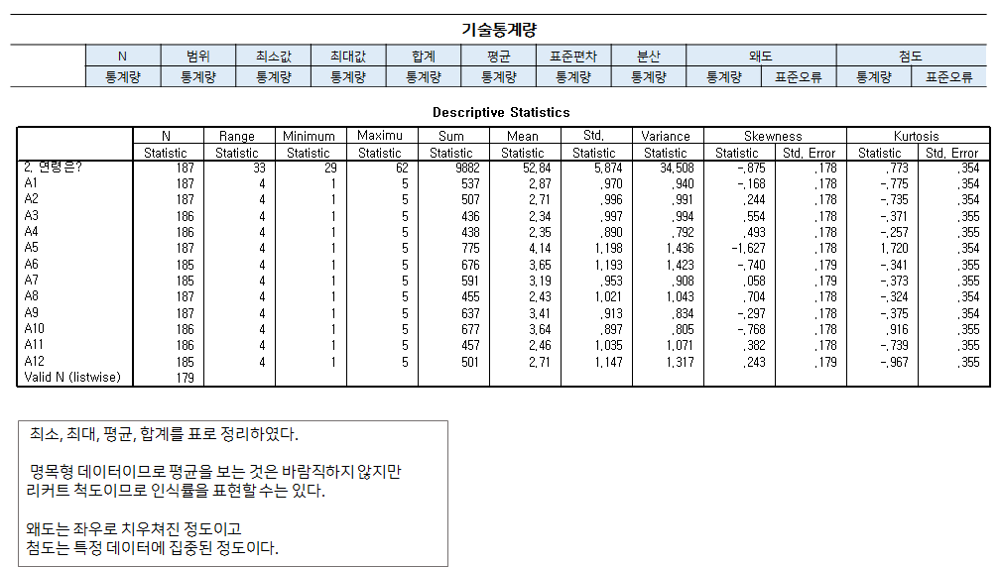 기술통계량
N 범위 최소값 최대값 합계 평균 표준편차 분산 왜도 첨도
통계량 통계량 통계량 통계량 통계량 통계량 통계량 통계량 통계량 표준오류 통계량 표준오류
Descriptive Statistics
N Range Minimum Maximu Sum Mean Std. Variance Skewness Kurtosis
Statistic Statistic Statistic Statistic Statistic Statistic Statistic Statistic Statistic Std. Error Statistic Std. Error
2. 연령은? 187 33 29 62 9882 52.84 5.874 34.508 -.875 .178 .773 .354
A1 187 4 1 5 537 2.87 .970 .940 -.168 .178 -.775 .354
A2 187 4 1 5 507 2.71 .996 .991 .244 .178 -.735 .354
A3 186 4 1 5 436 2.34 .997 .994 .554 .178 -.371 .355
A4 186 4 1 5 438 2.35 .890 .792 .493 .178 -.257 .355
A5 187 4 1 5 775 4.14 1.198 1.436 -1.627 .178 1.720 .354
A6 185 4 1 5 676 3.65 1.193 1.423 -.740 .179 -.341 .355
A7 185 4 1 5 591 3.19 .953 .908 .058 .179 -.373 .355
A8 187 4 1 5 455 2.43 1.021 1.043 .704 .178 -.324 .354
A9 187 4 1 5 637 3.41 .913 .834 -.297 .178 -.375 .354
A10 186 4 1 5 677 3.64 .897 .805 -.768 .178 .916 .355
A11 186 4 1 5 457 2.46 1.035 1.071 .382 .178 -.739 .355
A12 185 4 1 5 501 2.71 1.147 1.317 .243 .179 -.967 .355
Valid N (listwise) 179
최소, 최대, 평균, 합계를 표로 정리하였다.
명목형 데이터이므로 평균을 보는 것은 바람직하지 않지만
리커트 척도이므로 인식률을 표현할 수는 있다.
왜도는 좌우로 치우쳐진 정도이고
첨도는 특정 데이터에 집중된 정도이다.